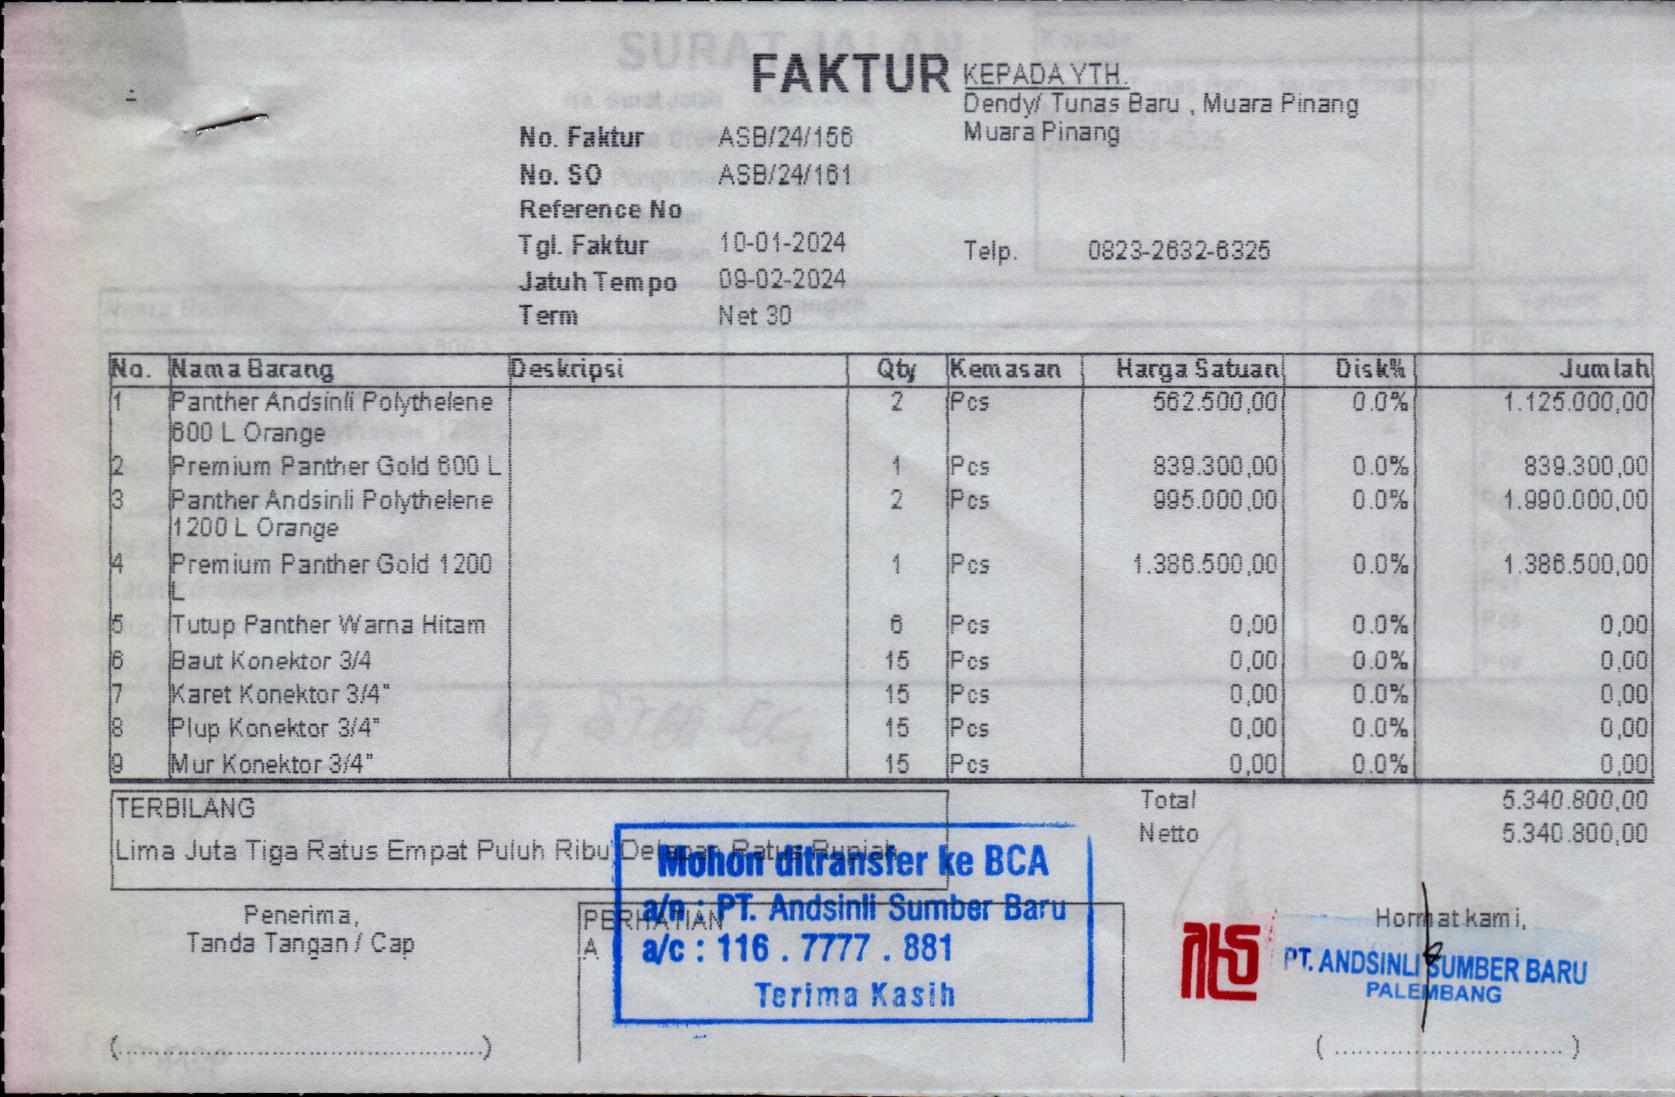 FAKTUR
KEPADA YTH.
Dendy/ Tunas Baru , Muara Pinang
Muara Pinang
No. Faktur ASB/24/156
No. SO ASB/24/161
Reference No
Tgl. Faktur 10-01-2024
Telp. 0823-2632-6325
Jatuh Tempo 09-02-2024
Term Net 30
No. Nama Barang Deskripsi Qty Kemasan Harga Satuan Disk% Jumlah
1 Panther Andsinli Polythelene 2 Pcs 562.500,00 0.0% 1.125.000,00
600 L Orange
2 Premium Panther Gold 600 L 1 Pcs 839.300,00 0.0% 839.300,00
3 Panther Andsinli Polythelene 2 Pcs 995.000,00 0.0% 1.990.000,00
1200 L Orange
4 Premium Panther Gold 1200 1 Pcs 1.386.500,00 0.0% 1.386.500,00
L
5 Tutup Panther Warna Hitam 6 Pcs 0,00 0.0% 0,00
6 Baut Konektor 3/4 15 Pcs 0,00 0.0% 0,00
7 Karet Konektor 3/4" 15 Pcs 0,00 0.0% 0,00
8 Plup Konektor 3/4" 15 Pcs 0,00 0.0% 0,00
9 Mur Konektor 3/4" 15 Pcs 0,00 0.0% 0,00
Total 5.340.800,00
Netto 5.340.800,00
TERBILANG
Lima Juta Tiga Ratus Empat Puluh Ribu Delapan Ratus Rupiah
Mohon ditransfer ke BCA
a/n : PT. Andsinli Sumber Baru
a/c : 116 . 7777 . 881
Terima Kasih
Penerima,
Tanda Tangan / Cap
PERHATIAN
A
Hormat kami,
PT. ANDSINLI SUMBER BARU
PALEMBANG
(..................................................)
( ............................... )